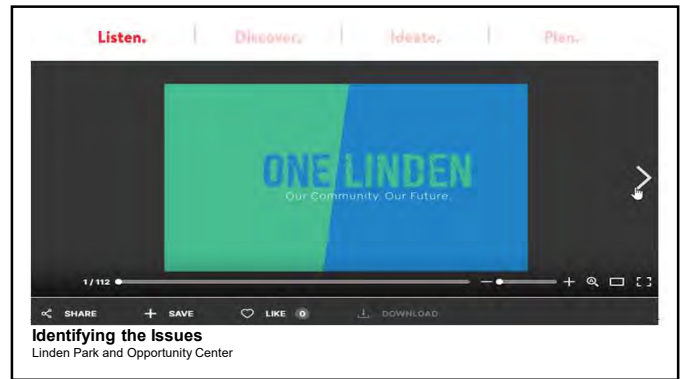 Listen. Discover. Ideate. Plan.
ONE LINDEN
Our Community. Our Future.
1/112
SHARE SAVE LIKE 0 DOWNLOAD
Identifying the Issues
Linden Park and Opportunity Center